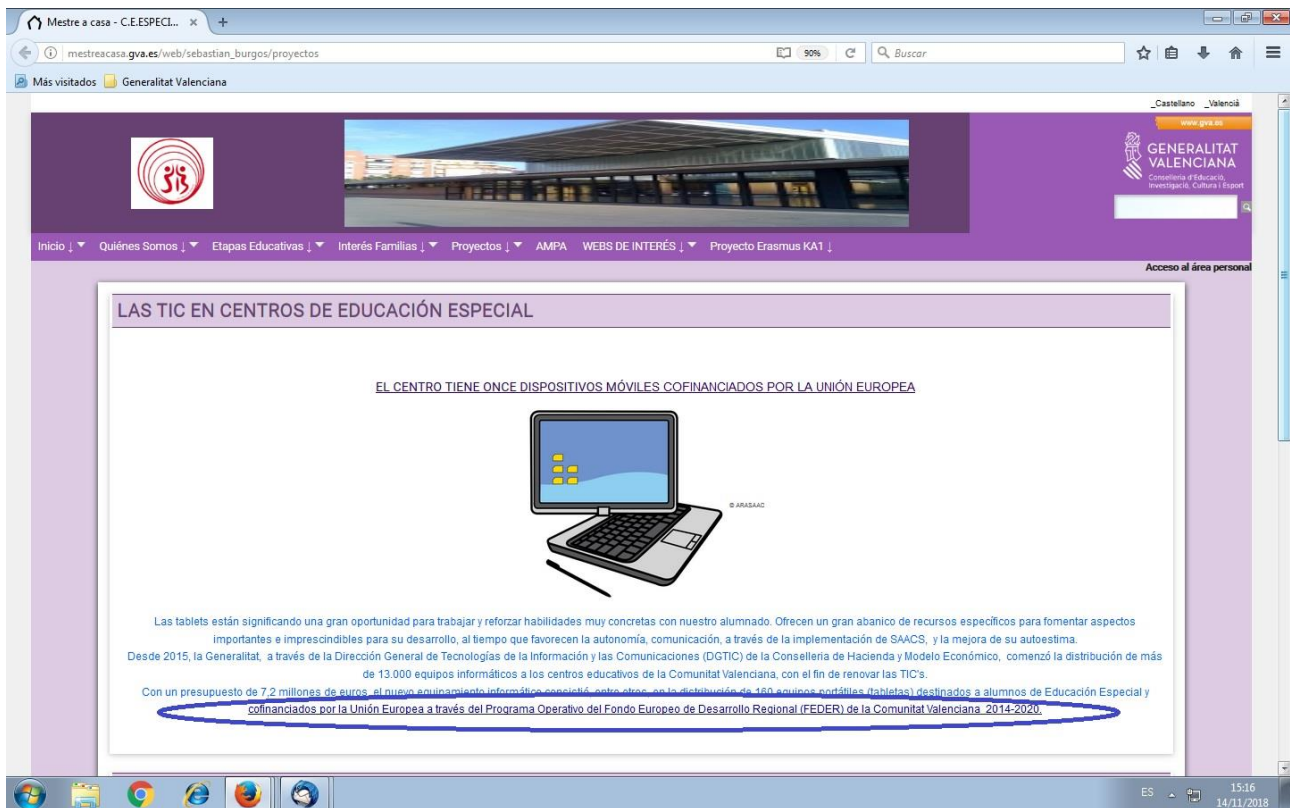 Mestre a casa - C.E.ESPECI...
mestreacasa.gva.es/web/sebastian_burgos/proyectos
90%
Buscar
Más visitados
Generalitat Valenciana
_Castellano _Valencià
www.gva.es
GENERALITAT
VALENCIANA
Conselleria d'Educació,
Investigació, Cultura i Esport
Inicio ↓ Quiénes Somos ↓ Etapas Educativas ↓ Interés Familias ↓ Proyectos ↓ AMPA WEBS DE INTERÉS ↓ Proyecto Erasmus KA1 ↓
Acceso al área personal
LAS TIC EN CENTROS DE EDUCACIÓN ESPECIAL
EL CENTRO TIENE ONCE DISPOSITIVOS MÓVILES COFINANCIADOS POR LA UNIÓN EUROPEA
© ARASAAC
Las tablets están significando una gran oportunidad para trabajar y reforzar habilidades muy concretas con nuestro alumnado. Ofrecen un gran abanico de recursos específicos para fomentar aspectos
importantes e imprescindibles para su desarrollo, al tiempo que favorecen la autonomía, comunicación, a través de la implementación de SAACS, y la mejora de su autoestima.
Desde 2015, la Generalitat, a través de la Dirección General de Tecnologías de la Información y las Comunicaciones (DGTIC) de la Conselleria de Hacienda y Modelo Económico, comenzó la distribución de más
de 13.000 equipos informáticos a los centros educativos de la Comunitat Valenciana, con el fin de renovar las TIC's.
Con un presupuesto de 7,2 millones de euros, el nuevo equipamiento informático consistió, entre otros, en la distribución de 160 equipos portátiles (tabletas) destinados a alumnos de Educación Especial y
cofinanciados por la Unión Europea a través del Programa Operativo del Fondo Europeo de Desarrollo Regional (FEDER) de la Comunitat Valenciana 2014-2020.
ES
15:16
14/11/2018